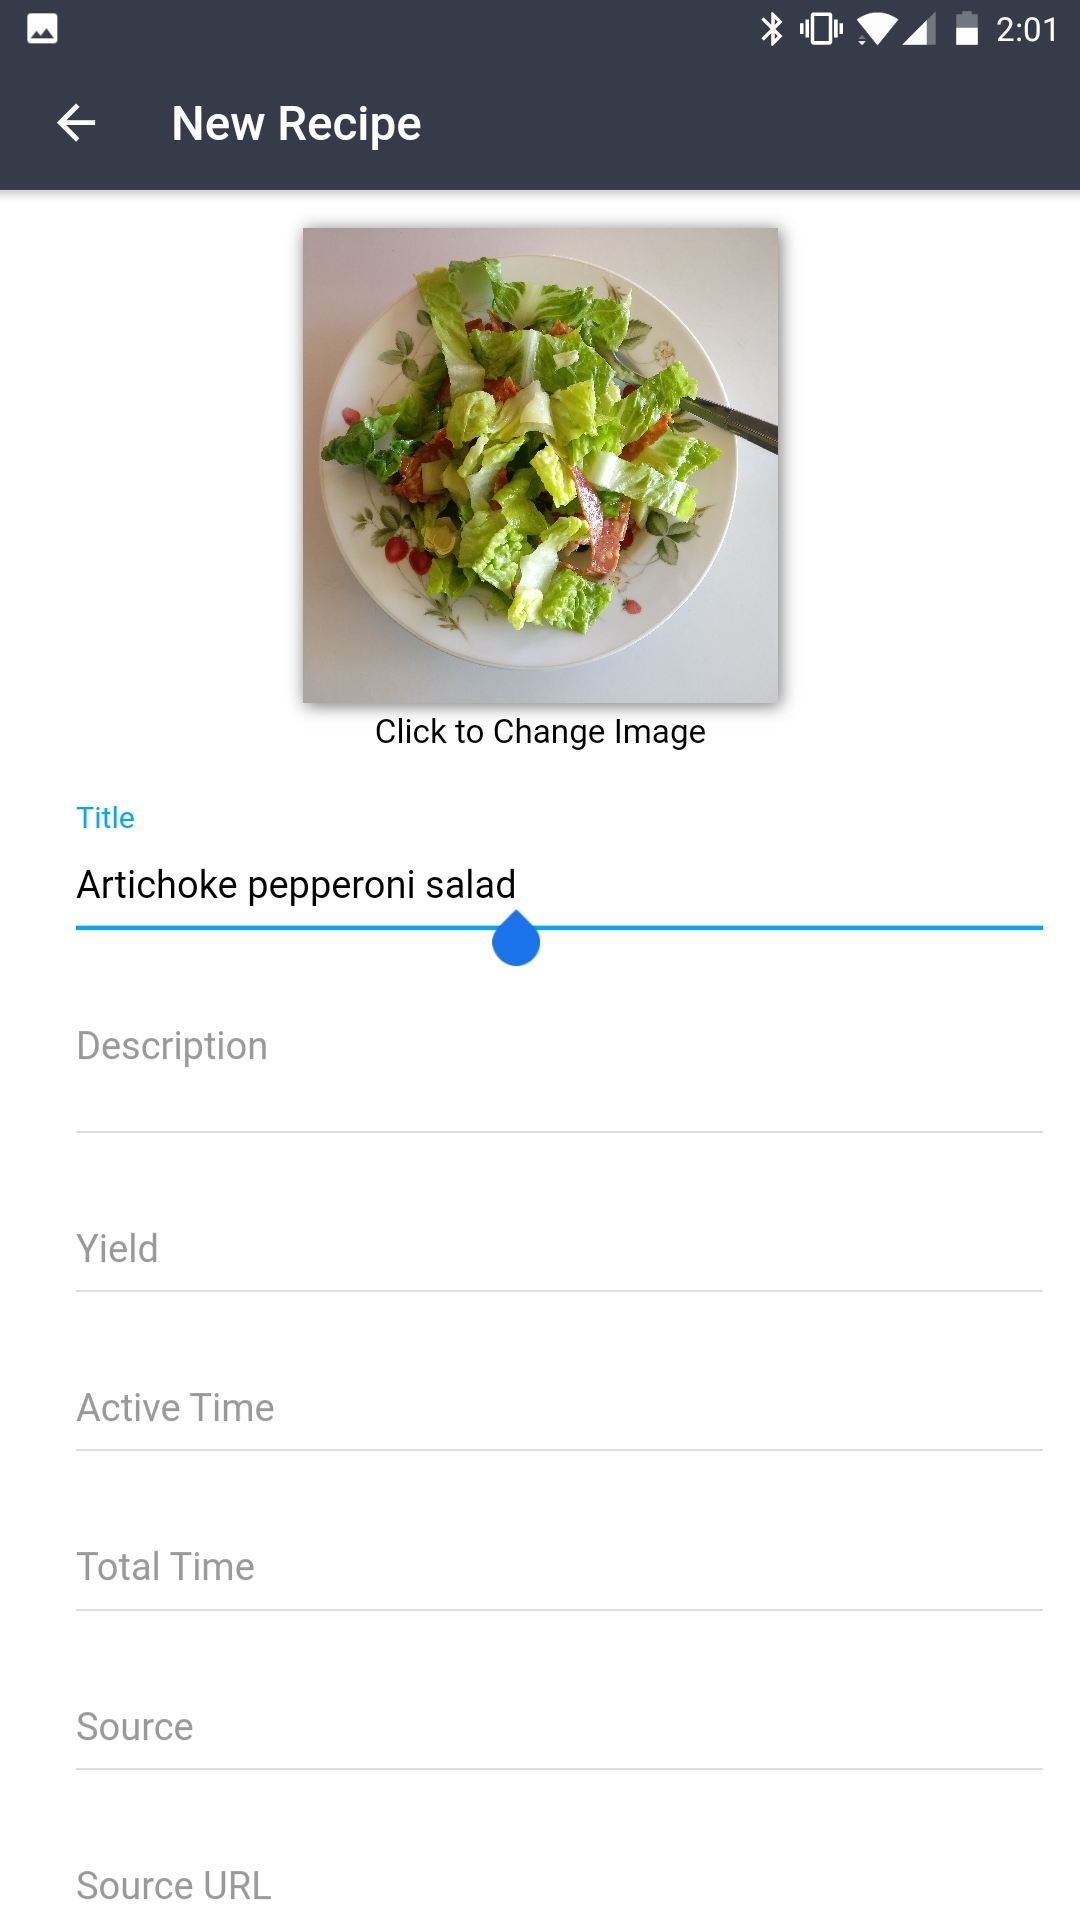 2:01
New Recipe
Click to Change Image
Title
Artichoke pepperoni salad
Description
Yield
Active Time
Total Time
Source
Source URL